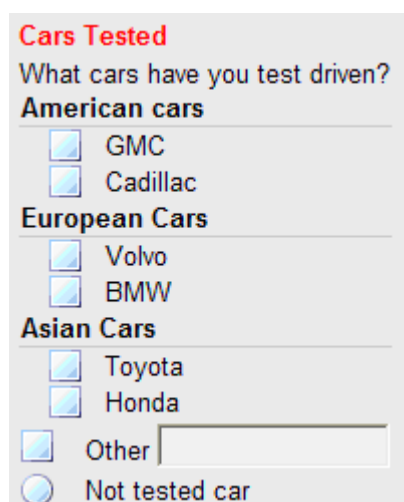 Cars Tested
What cars have you test driven?
American cars
GMC
Cadillac
European Cars
Volvo
BMW
Asian Cars
Toyota
Honda
Other
Not tested car